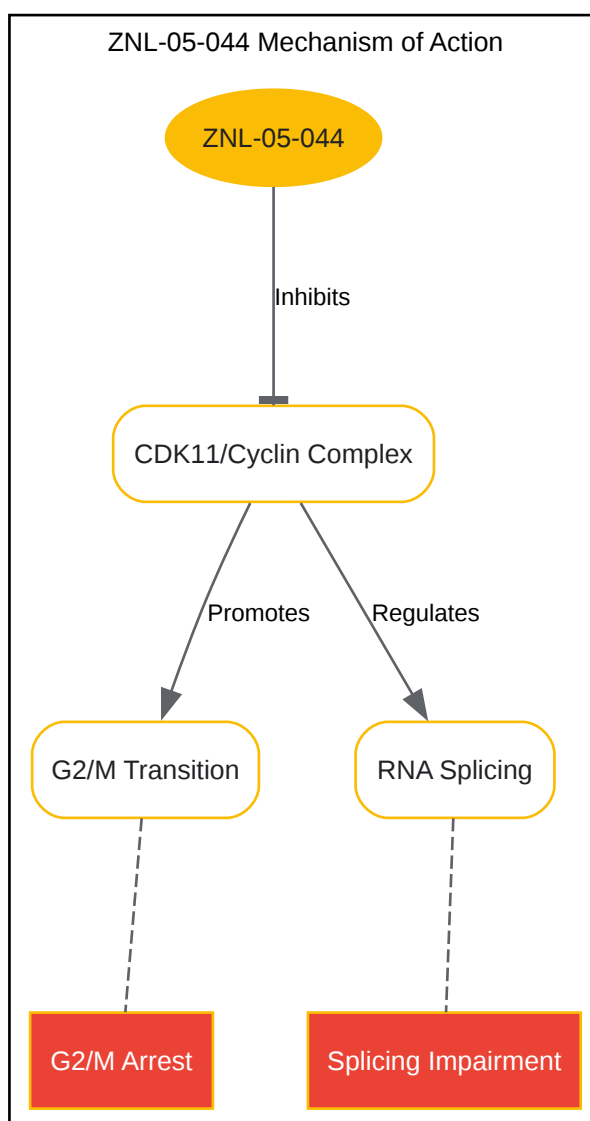 ZNL-05-044 Mechanism of Action
ZNL-05-044
Inhibits
CDK11/Cyclin Complex
Promotes
Regulates
G2/M Transition
RNA Splicing
G2/M Arrest
Splicing Impairment